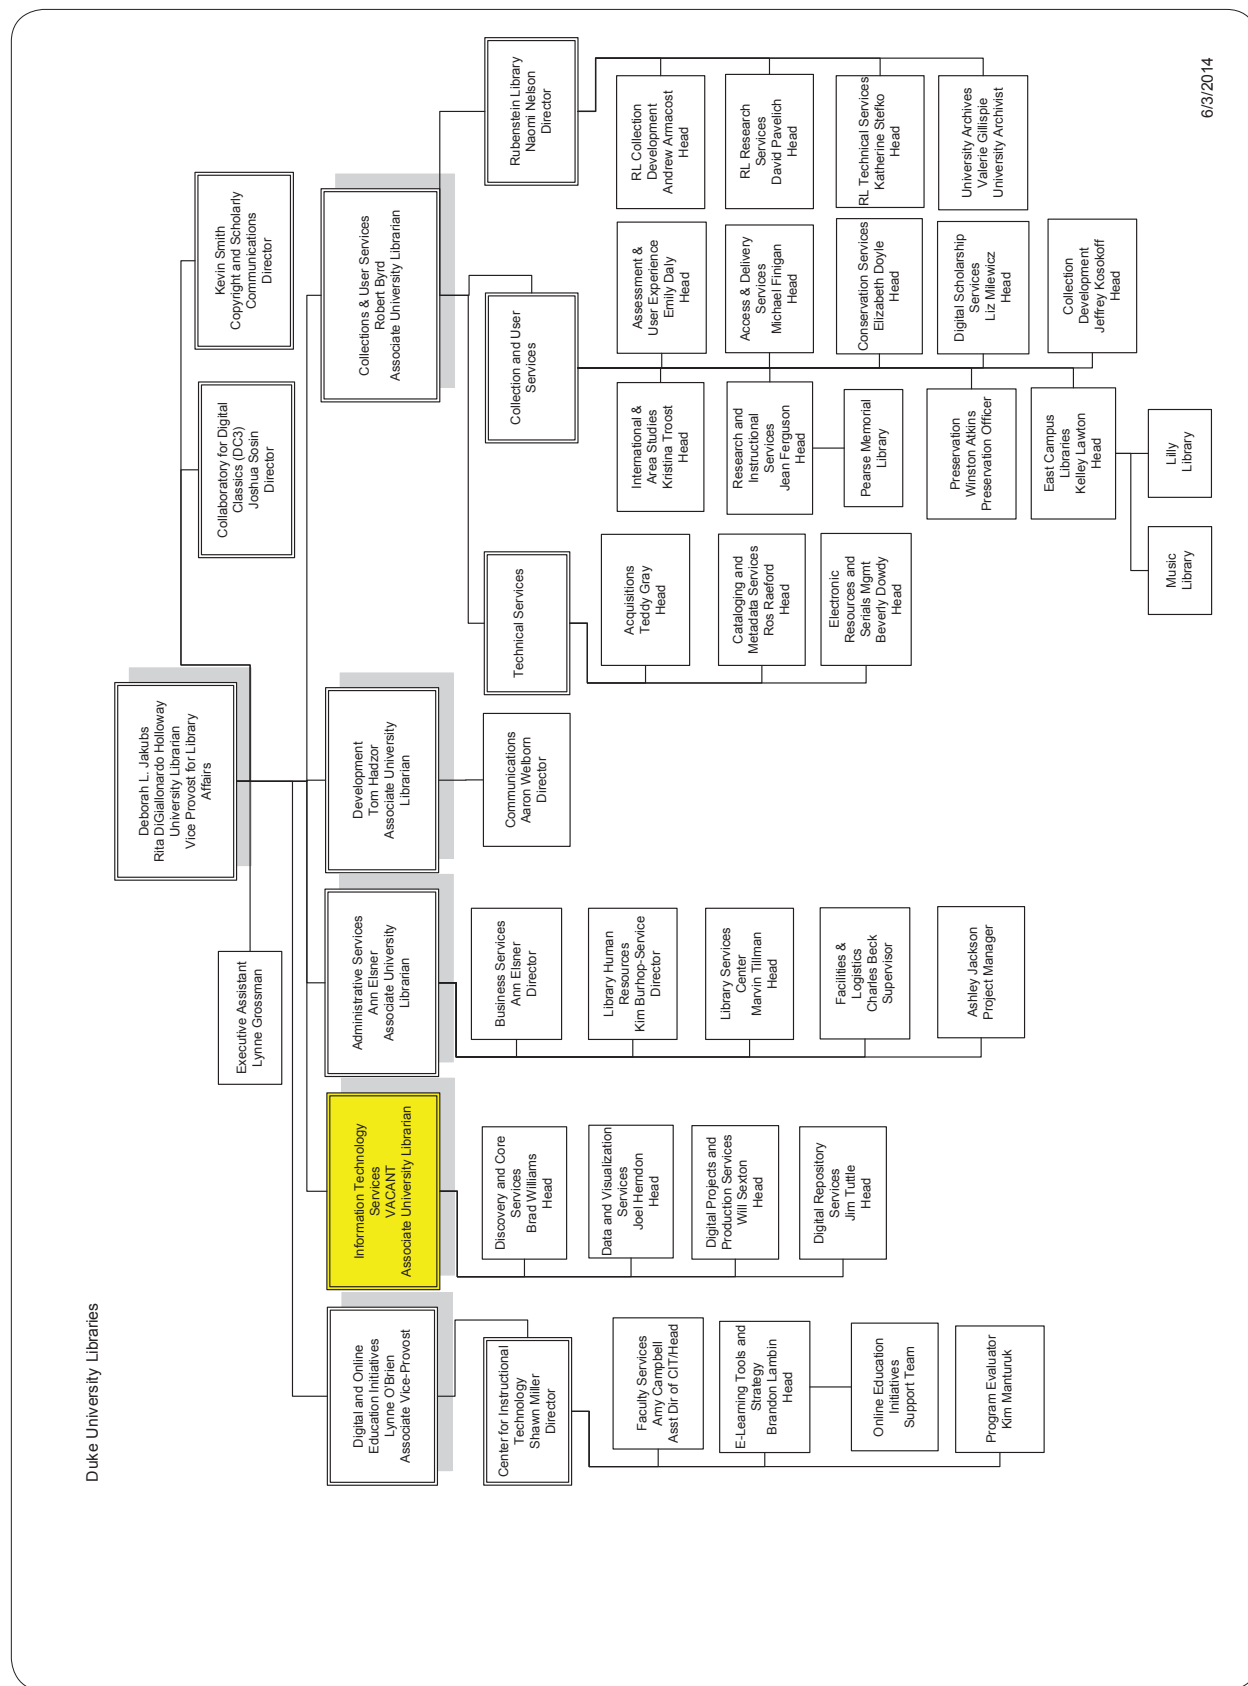 Duke University Libraries
Deborah L. Jakubs
Rita DiGiallonardo Holloway
University Librarian
Vice Provost for Library
Affairs
Executive Assistant
Lynne Grossman
Collaboratory for Digital
Classics (DC3)
Joshua Sosin
Director
Kevin Smith
Copyright and Scholarly
Communications
Director
Digital and Online
Education Initiatives
Lynne O'Brien
Associate Vice-Provost
Information Technology
Services
VACANT
Associate University Librarian
Administrative Services
Ann Elsner
Associate University
Librarian
Development
Tom Hadzor
Associate University
Librarian
Collections & User Services
Robert Byrd
Associate University Librarian
Center for Instructional
Technology
Shawn Miller
Director
Faculty Services
Amy Campbell
Asst Dir of CIT/Head
E-Learning Tools and
Strategy
Brandon Lambin
Head
Online Education
Initiatives
Support Team
Program Evaluator
Kim Manturuk
Discovery and Core
Services
Brad Williams
Head
Data and Visualization
Services
Joel Herndon
Head
Digital Projects and
Production Services
Will Sexton
Head
Digital Repository
Services
Jim Tuttle
Head
Business Services
Ann Elsner
Director
Library Human
Resources
Kim Burhop-Service
Director
Library Services
Center
Marvin Tillman
Head
Facilities &
Logistics
Charles Beck
Supervisor
Ashley Jackson
Project Manager
Communications
Aaron Welborn
Director
Technical Services
Acquisitions
Teddy Gray
Head
Cataloging and
Metadata Services
Ros Raeford
Head
Electronic
Resources and
Serials Mgmt
Beverly Dowdy
Head
Collection and User
Services
International &
Area Studies
Kristina Troost
Head
Research and
Instructional
Services
Jean Ferguson
Head
Pearse Memorial
Library
Preservation
Winston Atkins
Preservation Officer
East Campus
Libraries
Kelley Lawton
Head
Music
Library
Lilly
Library
Assessment &
User Experience
Emily Daly
Head
Access & Delivery
Services
Michael Finigan
Head
Conservation Services
Elizabeth Doyle
Head
Digital Scholarship
Services
Liz Milewicz
Head
Collection
Development
Jeffrey Kosokoff
Head
Rubenstein Library
Naomi Nelson
Director
RL Collection
Development
Andrew Armacost
Head
RL Research
Services
David Pavelich
Head
RL Technical Services
Katherine Stefko
Head
University Archives
Valerie Gillispie
University Archivist
6/3/2014